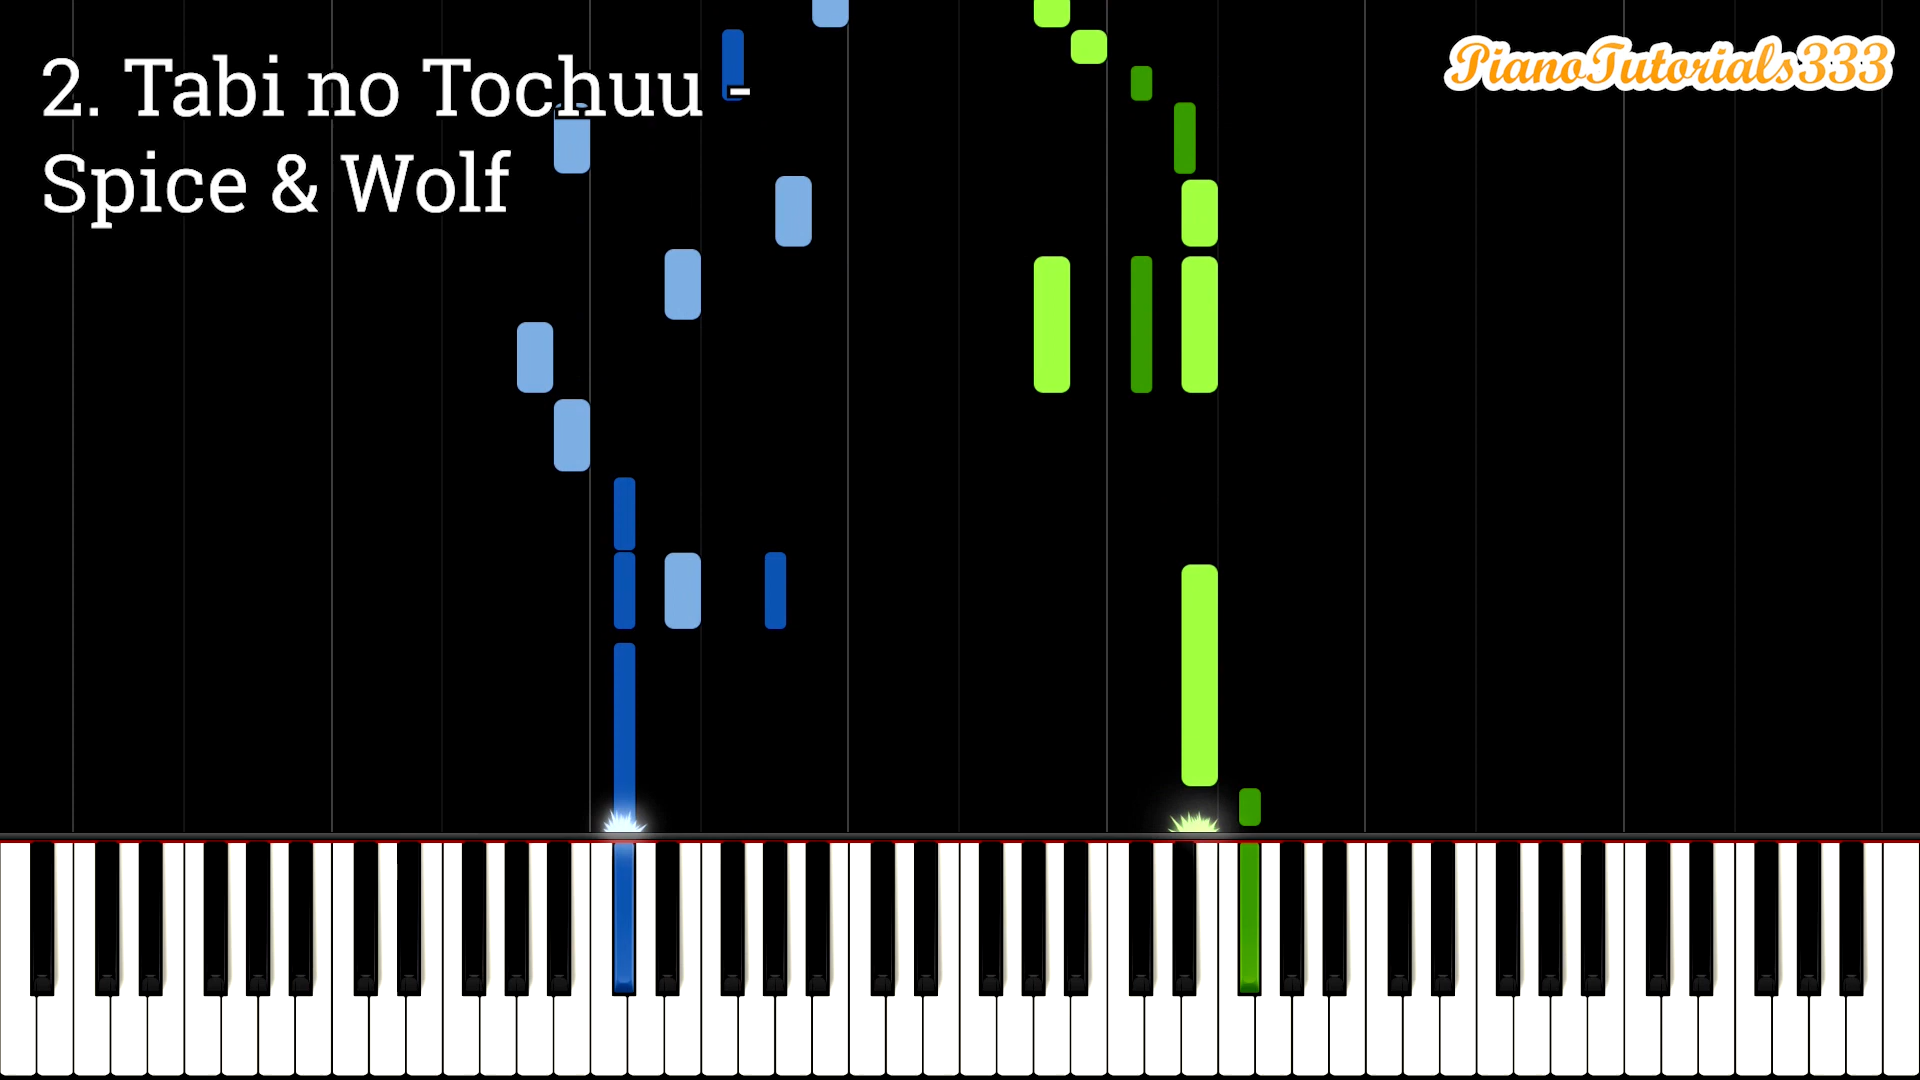 2. Tabi no Tochuu -
Spice & Wolf
PianoTutorials333